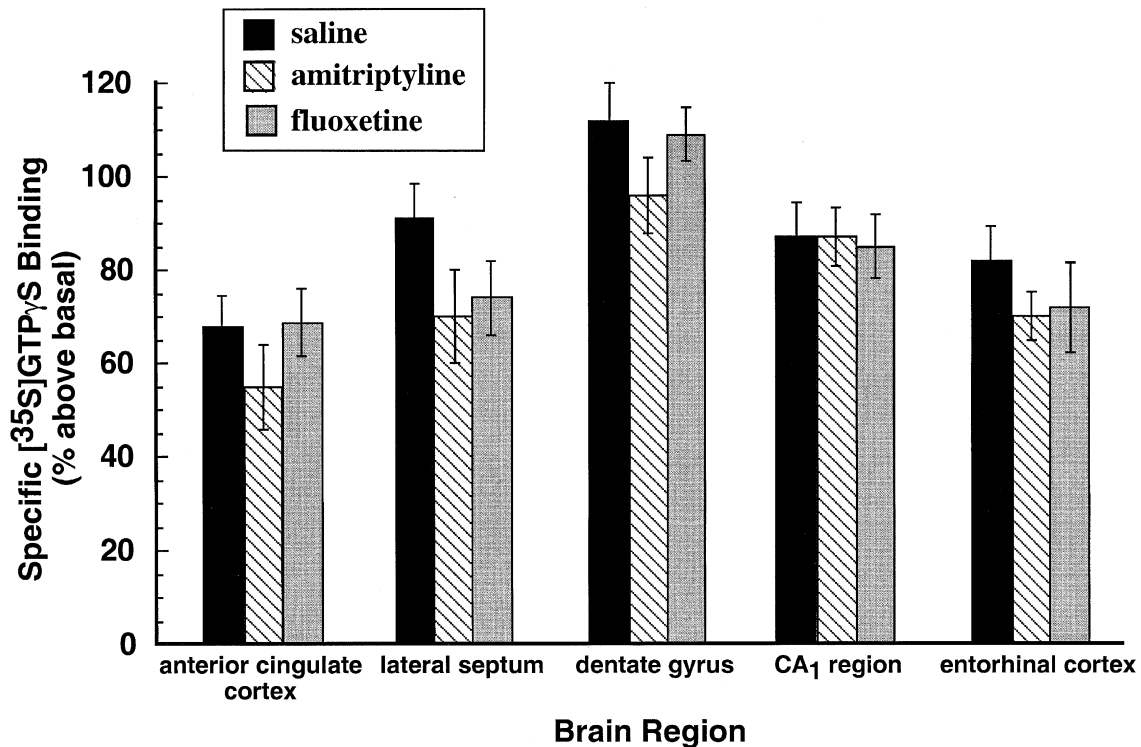 saline
amitriptyline
fluoxetine
120
100
80
60
40
20
0
Specific [35S]GTPγS Binding
(% above basal)
anterior cingulate
cortex
lateral septum
dentate gyrus
CA1 region
entorhinal cortex
Brain Region